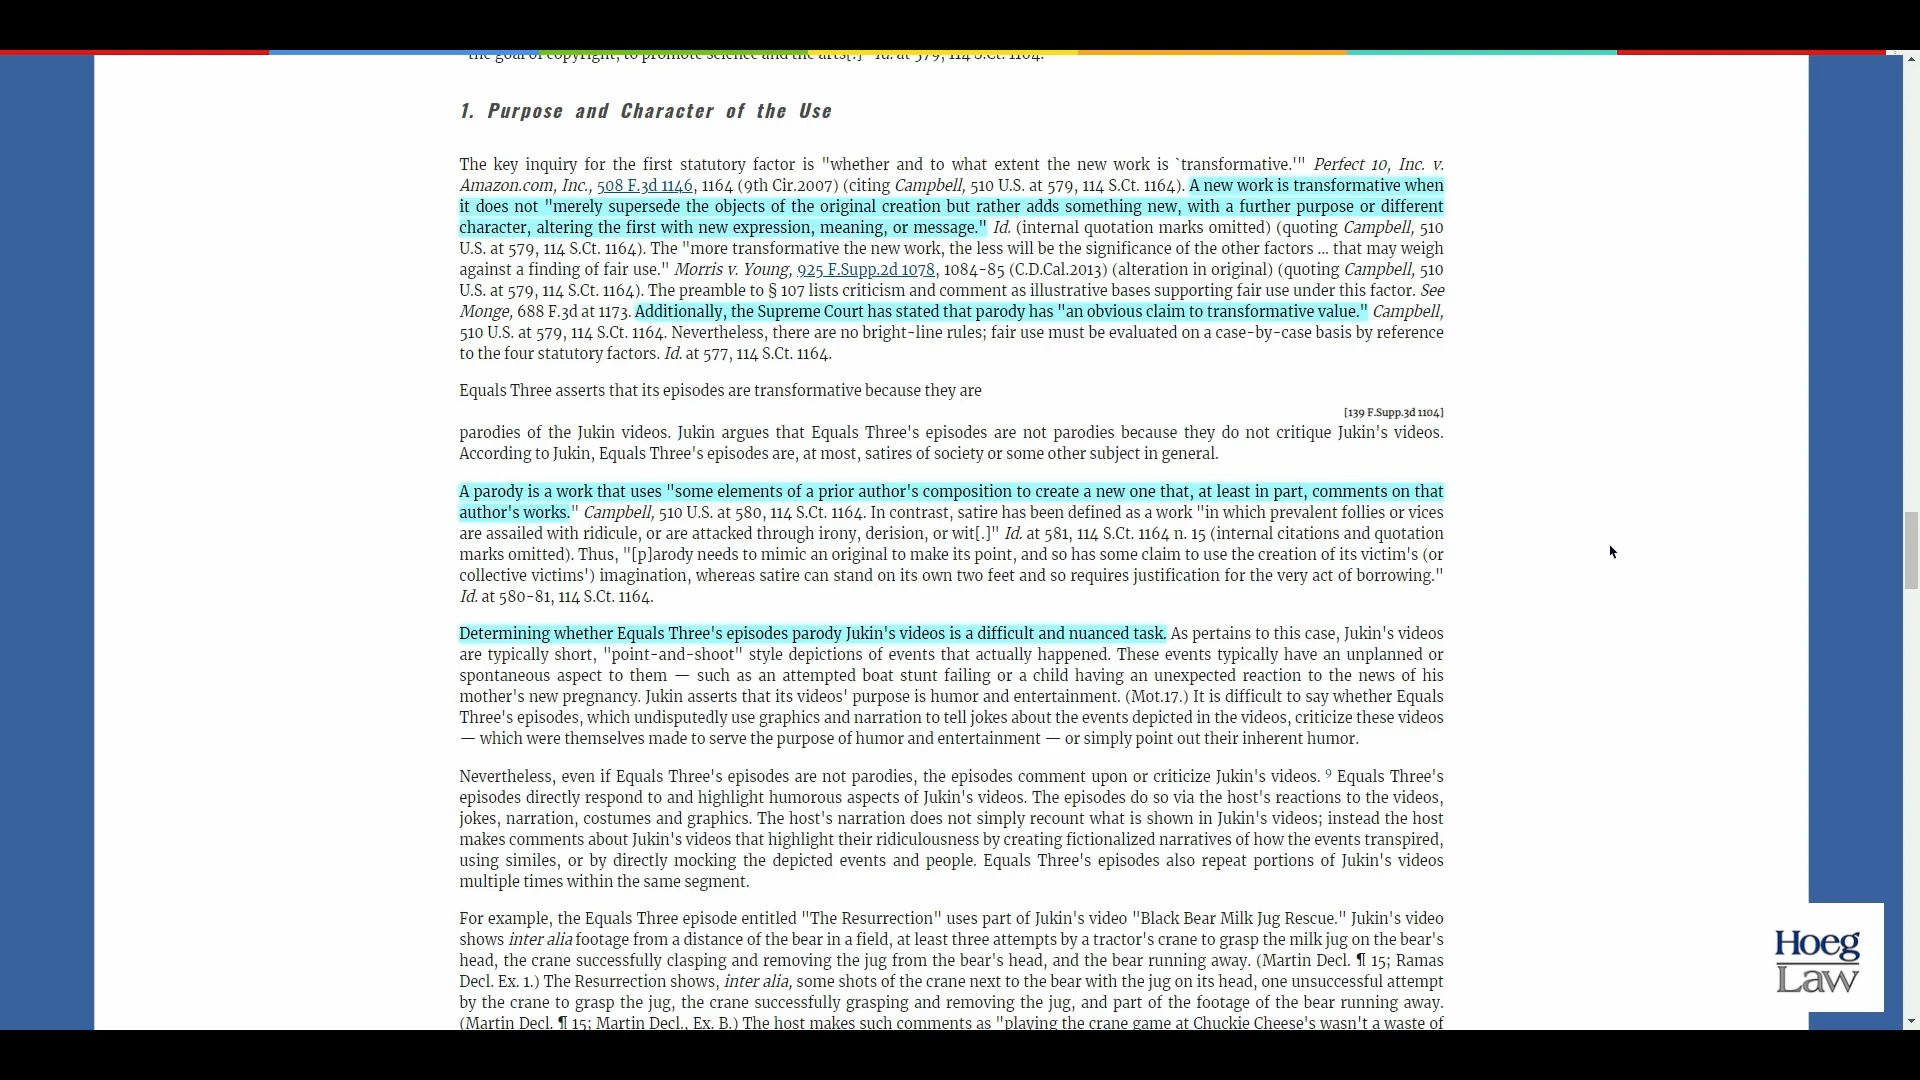 the goal of copyright, to promote science and the arts[.]" Id. at 579, 114 S.Ct. 1164.
1. Purpose and Character of the Use
The key inquiry for the first statutory factor is "whether and to what extent the new work is `transformative.'" Perfect 10, Inc. v.
Amazon.com, Inc., 508 F.3d 1146, 1164 (9th Cir.2007) (citing Campbell, 510 U.S. at 579, 114 S.Ct. 1164). A new work is transformative when
it does not "merely supersede the objects of the original creation but rather adds something new, with a further purpose or different
character, altering the first with new expression, meaning, or message." Id. (internal quotation marks omitted) (quoting Campbell, 510
U.S. at 579, 114 S.Ct. 1164). The "more transformative the new work, the less will be the significance of the other factors ... that may weigh
against a finding of fair use." Morris v. Young, 925 F.Supp.2d 1078, 1084-85 (C.D.Cal.2013) (alteration in original) (quoting Campbell, 510
U.S. at 579, 114 S.Ct. 1164). The preamble to § 107 lists criticism and comment as illustrative bases supporting fair use under this factor. See
Monge, 688 F.3d at 1173. Additionally, the Supreme Court has stated that parody has "an obvious claim to transformative value." Campbell,
510 U.S. at 579, 114 S.Ct. 1164. Nevertheless, there are no bright-line rules; fair use must be evaluated on a case-by-case basis by reference
to the four statutory factors. Id. at 577, 114 S.Ct. 1164.
Equals Three asserts that its episodes are transformative because they are
[139 F.Supp.3d 1104]
parodies of the Jukin videos. Jukin argues that Equals Three's episodes are not parodies because they do not critique Jukin's videos.
According to Jukin, Equals Three's episodes are, at most, satires of society or some other subject in general.
A parody is a work that uses "some elements of a prior author's composition to create a new one that, at least in part, comments on that
author's works." Campbell, 510 U.S. at 580, 114 S.Ct. 1164. In contrast, satire has been defined as a work "in which prevalent follies or vices
are assailed with ridicule, or are attacked through irony, derision, or wit[.]" Id. at 581, 114 S.Ct. 1164 n. 15 (internal citations and quotation
marks omitted). Thus, "[p]arody needs to mimic an original to make its point, and so has some claim to use the creation of its victim's (or
collective victims') imagination, whereas satire can stand on its own two feet and so requires justification for the very act of borrowing."
Id. at 580-81, 114 S.Ct. 1164.
Determining whether Equals Three's episodes parody Jukin's videos is a difficult and nuanced task. As pertains to this case, Jukin's videos
are typically short, "point-and-shoot" style depictions of events that actually happened. These events typically have an unplanned or
spontaneous aspect to them — such as an attempted boat stunt failing or a child having an unexpected reaction to the news of his
mother's new pregnancy. Jukin asserts that its videos' purpose is humor and entertainment. (Mot.17.) It is difficult to say whether Equals
Three's episodes, which undisputedly use graphics and narration to tell jokes about the events depicted in the videos, criticize these videos
— which were themselves made to serve the purpose of humor and entertainment — or simply point out their inherent humor.
Nevertheless, even if Equals Three's episodes are not parodies, the episodes comment upon or criticize Jukin's videos. 9 Equals Three's
episodes directly respond to and highlight humorous aspects of Jukin's videos. The episodes do so via the host's reactions to the videos,
jokes, narration, costumes and graphics. The host's narration does not simply recount what is shown in Jukin's videos; instead the host
makes comments about Jukin's videos that highlight their ridiculousness by creating fictionalized narratives of how the events transpired,
using similes, or by directly mocking the depicted events and people. Equals Three's episodes also repeat portions of Jukin's videos
multiple times within the same segment.
For example, the Equals Three episode entitled "The Resurrection" uses part of Jukin's video "Black Bear Milk Jug Rescue." Jukin's video
shows inter alia footage from a distance of the bear in a field, at least three attempts by a tractor's crane to grasp the milk jug on the bear's
head, the crane successfully clasping and removing the jug from the bear's head, and the bear running away. (Martin Decl. ¶ 15; Ramas
Decl. Ex. 1.) The Resurrection shows, inter alia, some shots of the crane next to the bear with the jug on its head, one unsuccessful attempt
by the crane to grasp the jug, the crane successfully grasping and removing the jug, and part of the footage of the bear running away.
(Martin Decl. ¶ 15; Martin Decl., Ex. B.) The host makes such comments as "playing the crane game at Chuckie Cheese's wasn't a waste of
Hoeg
Law